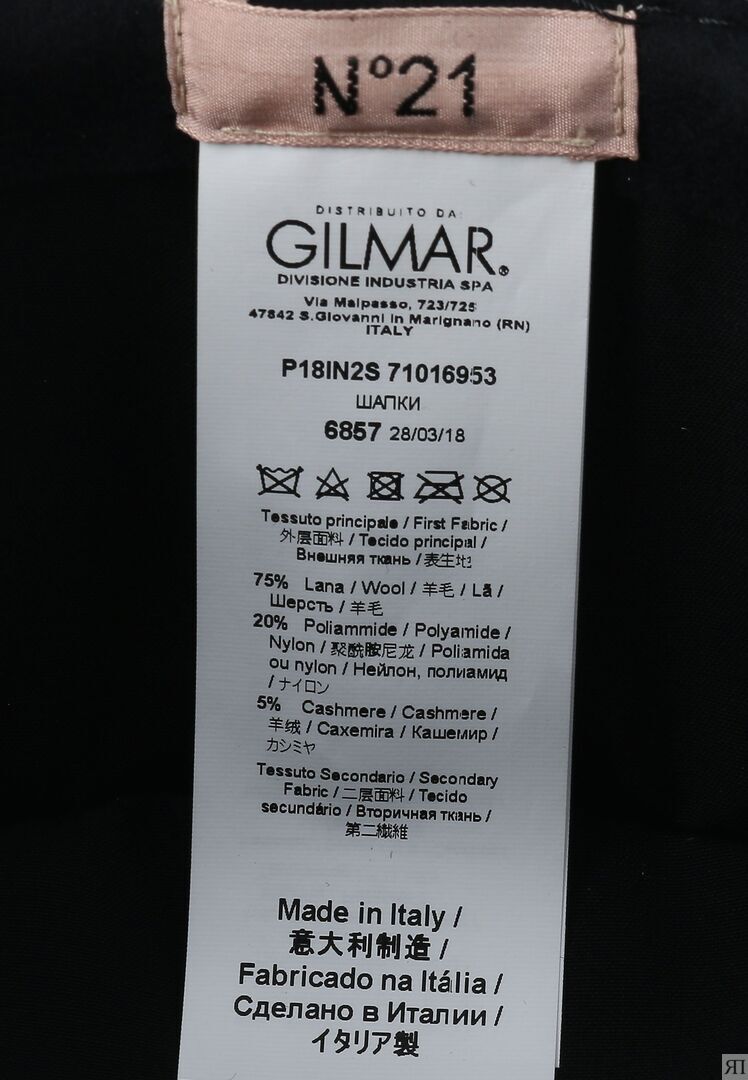 N°21
DISTRIBUITO DA:
GILMAR®
DIVISIONE INDUSTRIA SPA
Via Malpasso, 723/725
47842 S.Giovanni in Marignano (RN)
ITALY
P18IN2S 71016953
ШАПКИ
6857 28/03/18
Tessuto principale / First Fabric /
外层面料 / Tecido principal /
Внешняя ткань / 表生地
75% Lana / Wool / 羊毛 / Lã /
Шерсть / 羊毛
20% Poliammide / Polyamide /
Nylon / 聚酰胺尼龙 / Poliamida
ou nylon / Нейлон, полиамид
/ ナイロン
5% Cashmere / Cashmere /
羊绒 / Caxemira / Кашемир /
カシミヤ
Tessuto Secondario / Secondary
Fabric / 二层面料 / Tecido
secundário / Вторичная ткань /
第二繊維
Made in Italy /
意大利制造 /
Fabricado na Itália /
Сделано в Италии /
イタリア製
ЯП